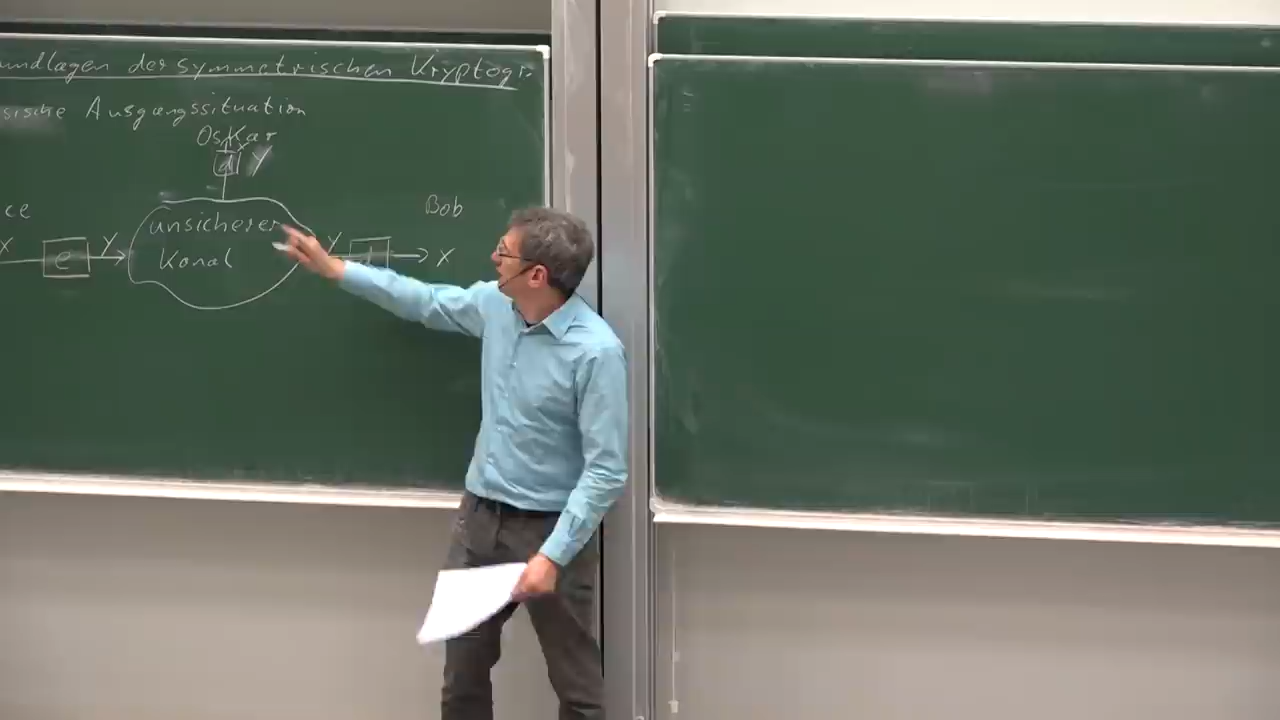 undlagen der symmetrischen Kryptogr
sische Ausgangssituation
Oskar
d Y
ce
unsicherer
Bob
X
e
Y
Kanal
Y
d
X